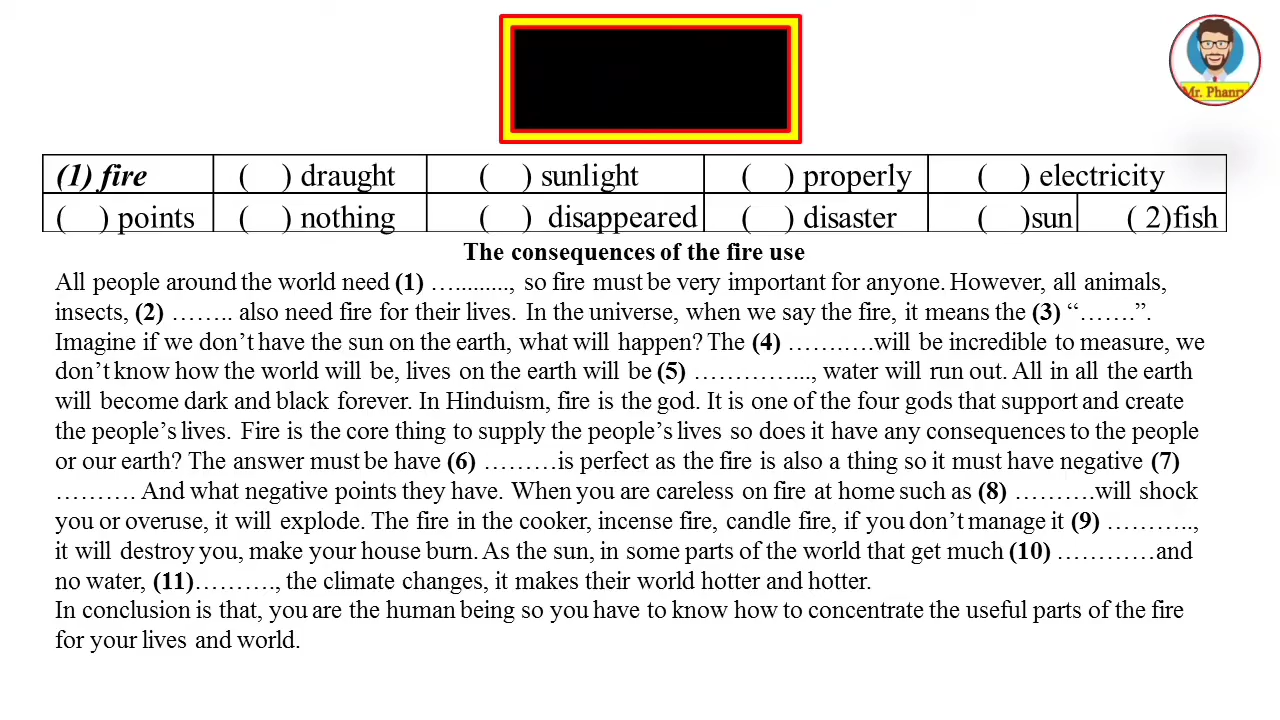 Mr. Phanry
(1) fire ( ) draught ( ) sunlight ( ) properly ( ) electricity
( ) points ( ) nothing ( ) disappeared ( ) disaster ( )sun ( 2)fish
The consequences of the fire use
All people around the world need (1) …........., so fire must be very important for anyone. However, all animals,
insects, (2) …….. also need fire for their lives. In the universe, when we say the fire, it means the (3) “…….”.
Imagine if we don’t have the sun on the earth, what will happen? The (4) ……….…will be incredible to measure, we
don’t know how the world will be, lives on the earth will be (5) …………..., water will run out. All in all the earth
will become dark and black forever. In Hinduism, fire is the god. It is one of the four gods that support and create
the people’s lives. Fire is the core thing to supply the people’s lives so does it have any consequences to the people
or our earth? The answer must be have (6) ………is perfect as the fire is also a thing so it must have negative (7)
………. And what negative points they have. When you are careless on fire at home such as (8) ……….will shock
you or overuse, it will explode. The fire in the cooker, incense fire, candle fire, if you don’t manage it (9) ………..,
it will destroy you, make your house burn. As the sun, in some parts of the world that get much (10) …………and
no water, (11)………., the climate changes, it makes their world hotter and hotter.
In conclusion is that, you are the human being so you have to know how to concentrate the useful parts of the fire
for your lives and world.